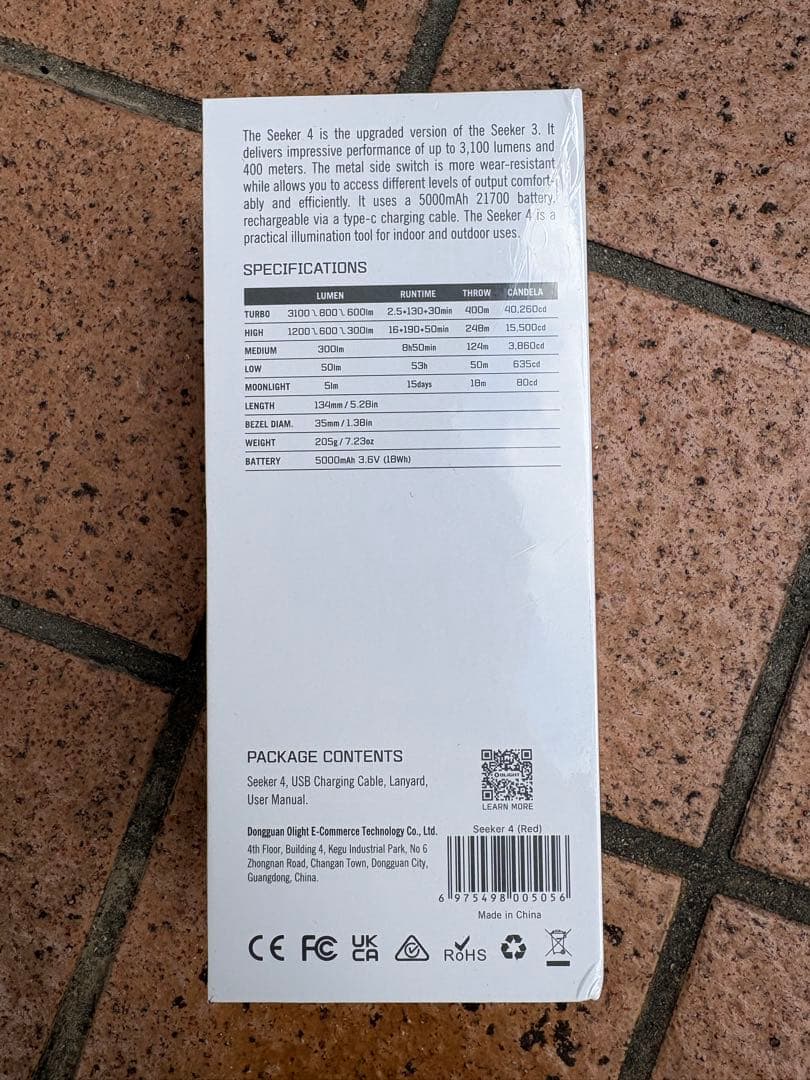 The Seeker 4 is the upgraded version of the Seeker 3. It
delivers impressive performance of up to 3,100 lumens and
400 meters. The metal side switch is more wear-resistant
while allows you to access different levels of output comfort-
ably and efficiently. It uses a 5000mAh 21700 battery,
rechargeable via a type-c charging cable. The Seeker 4 is a
practical illumination tool for indoor and outdoor uses.
SPECIFICATIONS
LUMEN RUNTIME THROW CANDELA
TURBO 3100\800\600lm 2.5+130+30min 400m 40,260cd
HIGH 1200\600\300lm 16+190+50min 248m 15,500cd
MEDIUM 300lm 8h50min 124m 3,860cd
LOW 50lm 53h 50m 635cd
MOONLIGHT 5lm 15days 18m 80cd
LENGTH 134mm / 5.28in
BEZEL DIAM. 35mm / 1.38in
WEIGHT 205g / 7.23oz
BATTERY 5000mAh 3.6V (18Wh)
PACKAGE CONTENTS
Seeker 4, USB Charging Cable, Lanyard,
User Manual.
OLIGHT
LEARN MORE
Dongguan Olight E-Commerce Technology Co., Ltd.
4th Floor, Building 4, Kegu Industrial Park, No 6
Zhongnan Road, Changan Town, Dongguan City,
Guangdong, China.
Seeker 4 (Red)
6 975498 005056
Made in China
CE FC UK CA RoHS